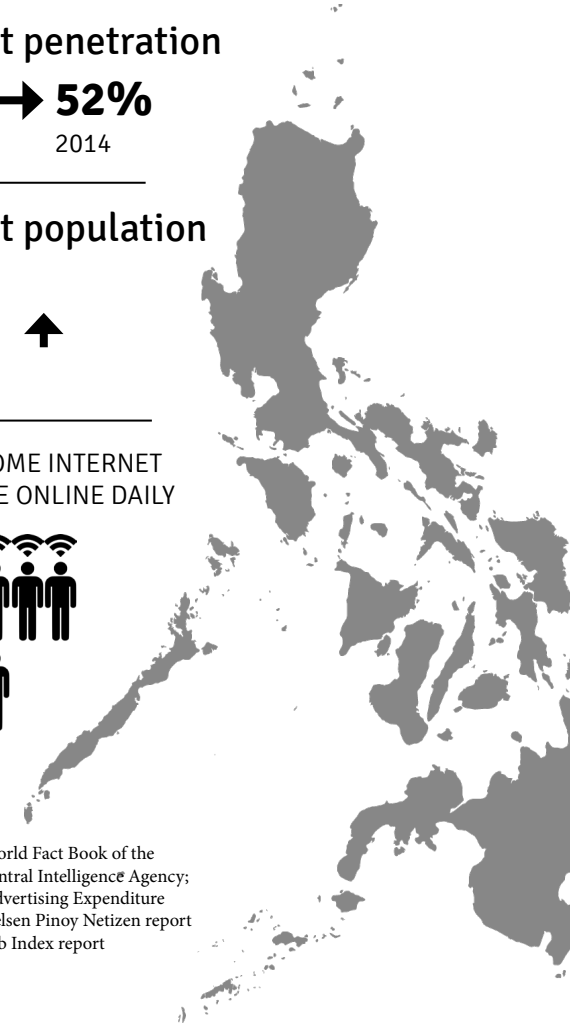 t penetration
52%
2014
t population
OME INTERNET
E ONLINE DAILY
orld Fact Book of the
ntral Intelligence Agency;
dvertising Expenditure
elsen Pinoy Netizen report
b Index report